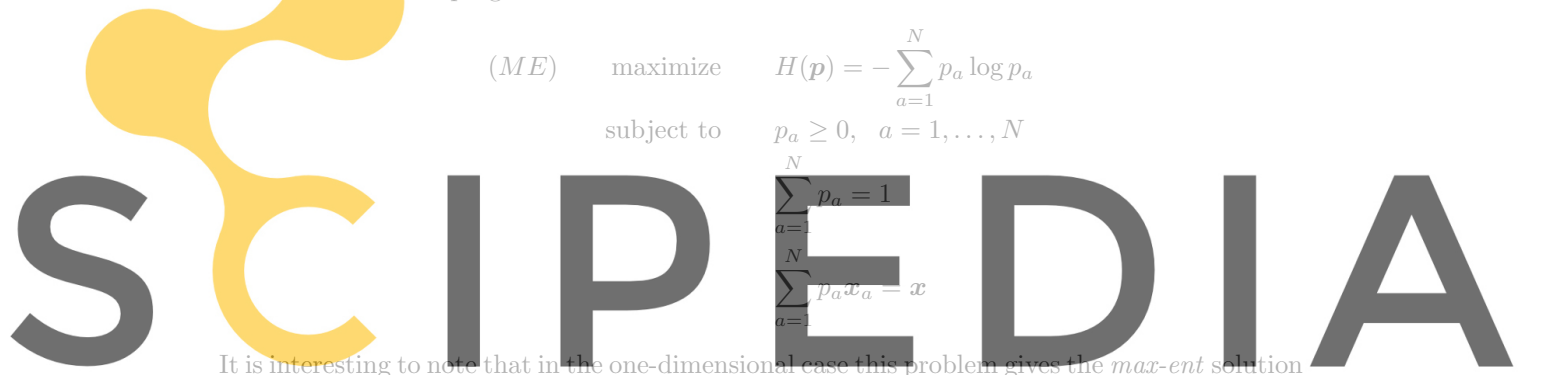 (ME) maximize H(p) = − ∑_{a=1}^{N} p_a log p_a
subject to p_a ≥ 0, a = 1, . . . , N
∑_{a=1}^{N} p_a = 1
∑_{a=1}^{N} p_a x_a = x
SCIPEDIA
It is interesting to note that in the one-dimensional case this problem gives the max-ent solution